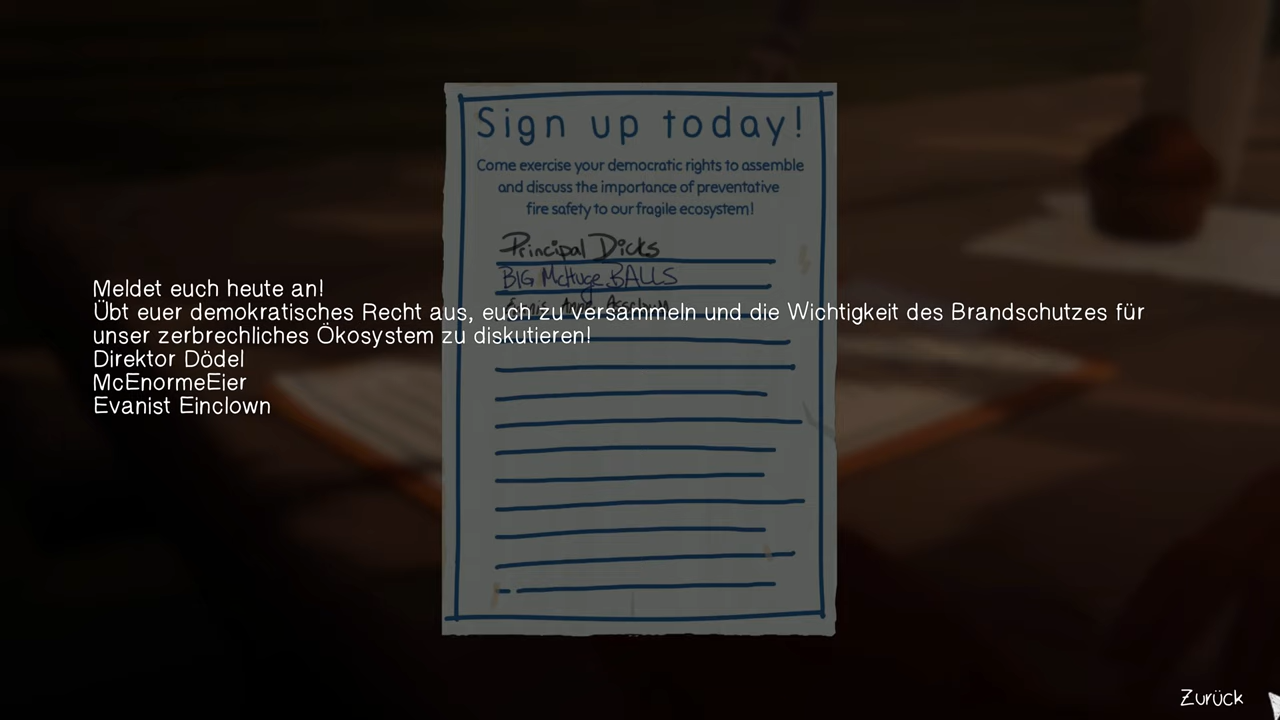 Sign up today!
Come exercise your democratic rights to assemble
and discuss the importance of preventative
fire safety to our fragile ecosystem!
Principal Dicks
BIG McHuge BALLS
Meldet euch heute an!
Übt euer demokratisches Recht aus, euch zu versammeln und die Wichtigkeit des Brandschutzes für
unser zerbrechliches Ökosystem zu diskutieren!
Direktor Dödel
McEnormeEier
Evanist Einclown
Zurück